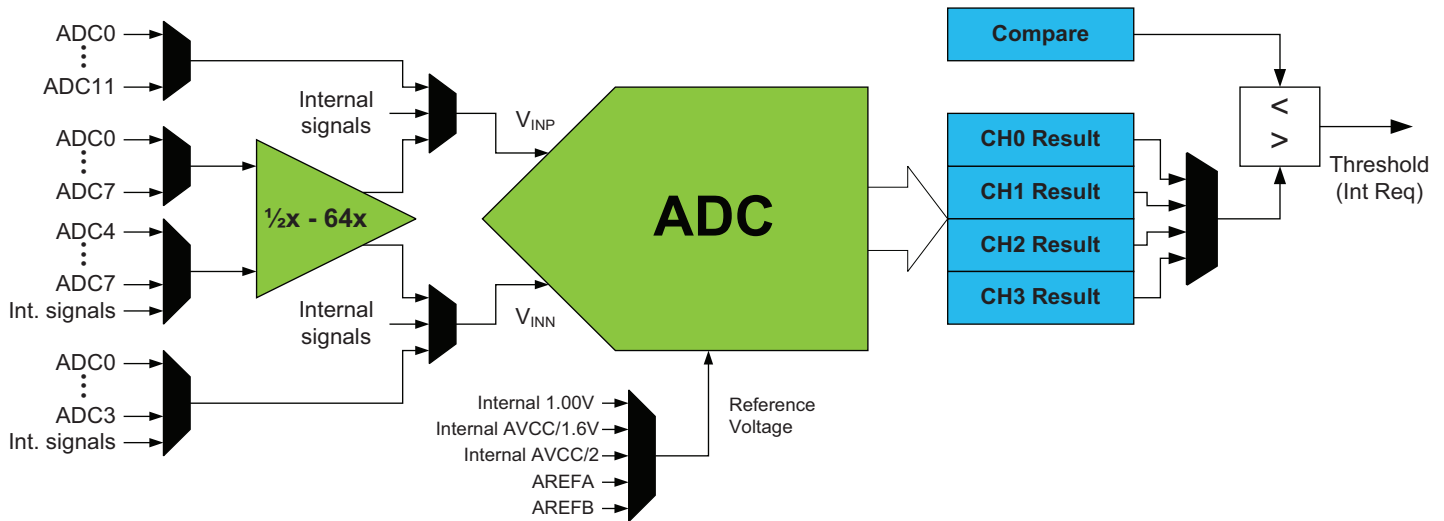 ADC0
ADC11
ADC0
ADC7
ADC4
ADC7
Int. signals
ADC0
ADC3
Int. signals
½x - 64x
Internal
signals
Internal
signals
VINP
VINN
ADC
Internal 1.00V
Internal AVCC/1.6V
Internal AVCC/2
AREFA
AREFB
Reference
Voltage
Compare
CH0 Result
CH1 Result
CH2 Result
CH3 Result
<
>
Threshold
(Int Req)